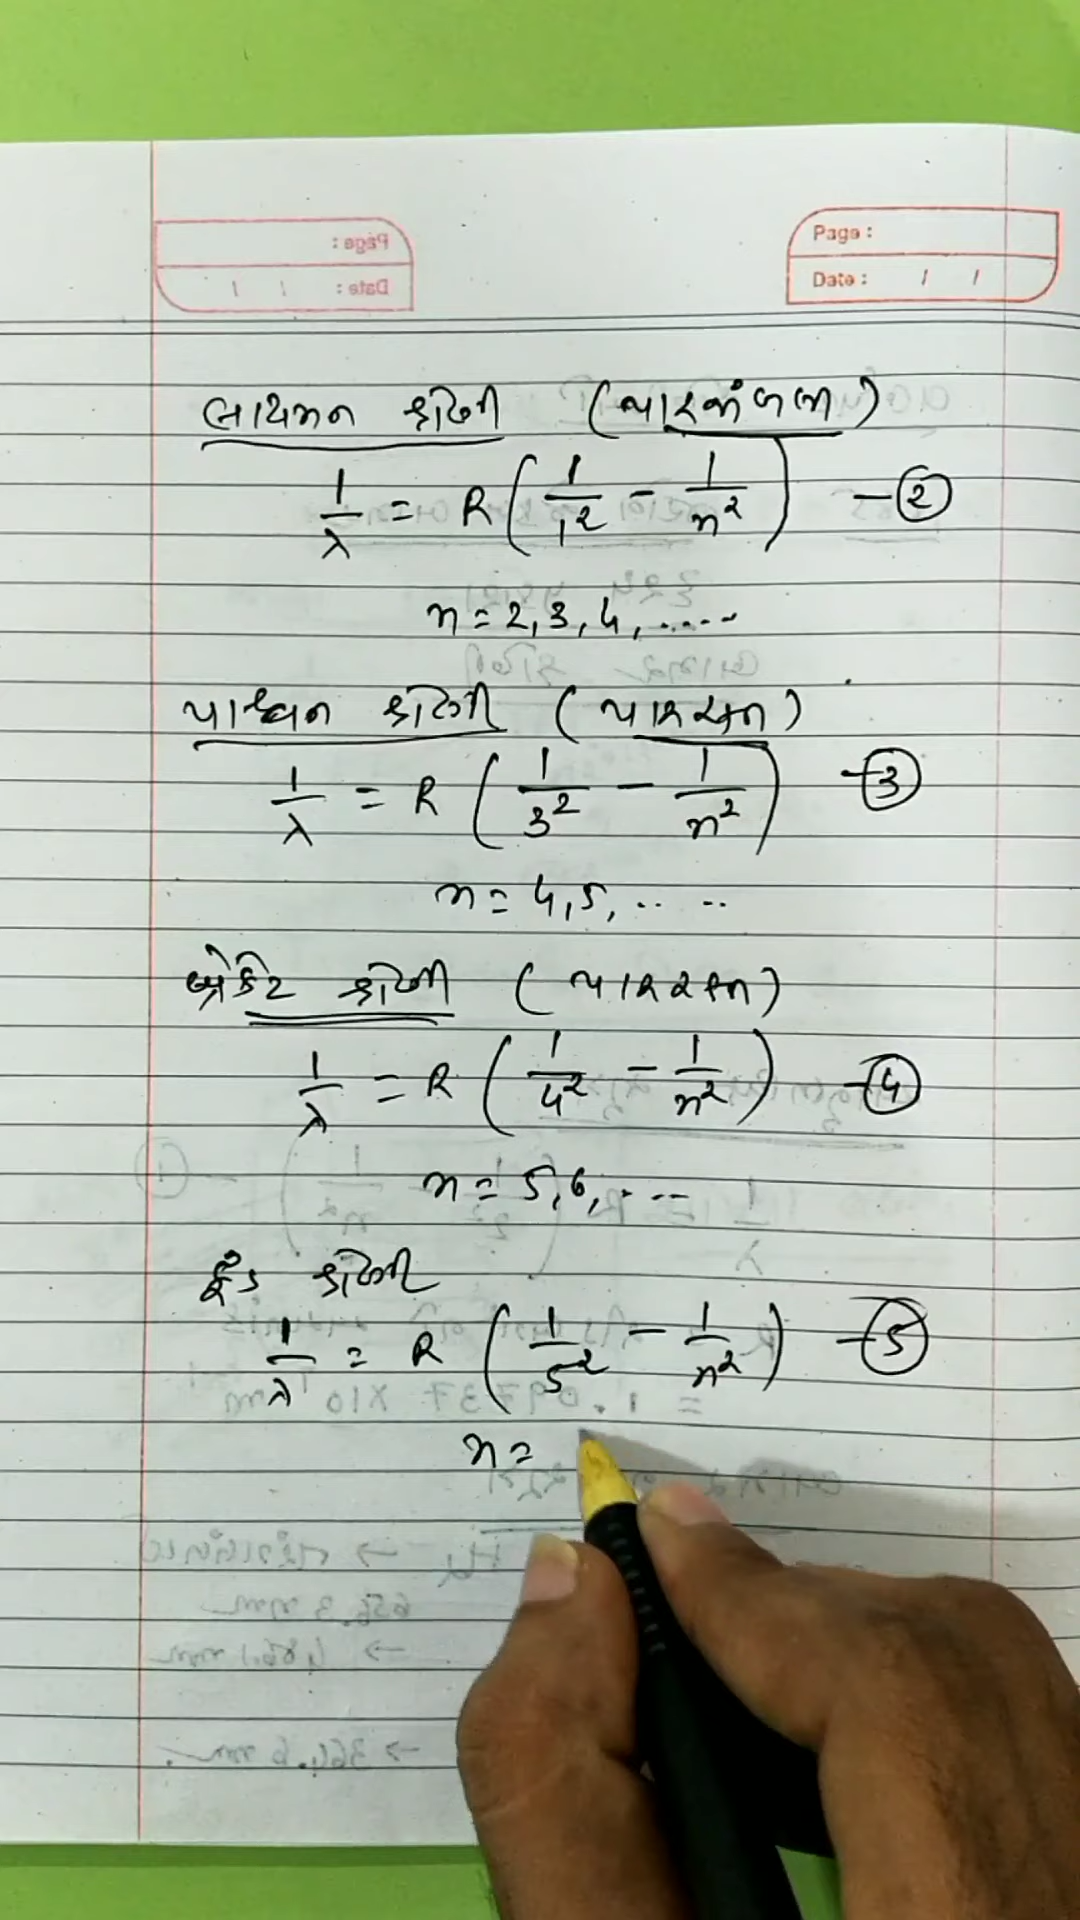 Page :
Date : / /
લાયમન શ્રેણી (પારજાંબલી)
1/λ = R (1/1² - 1/n²) —②
n = 2, 3, 4, .....
પાશ્વન શ્રેણી (પારરક્ત)
1/λ = R (1/3² - 1/n²) —③
n = 4, 5, .. ..
બ્રેકેટ શ્રેણી (પારરક્ત)
1/λ = R (1/4² - 1/n²) —④
n = 5, 6, ....
ફંડ શ્રેણી
1/λ = R (1/5² - 1/n²) —⑤
n =